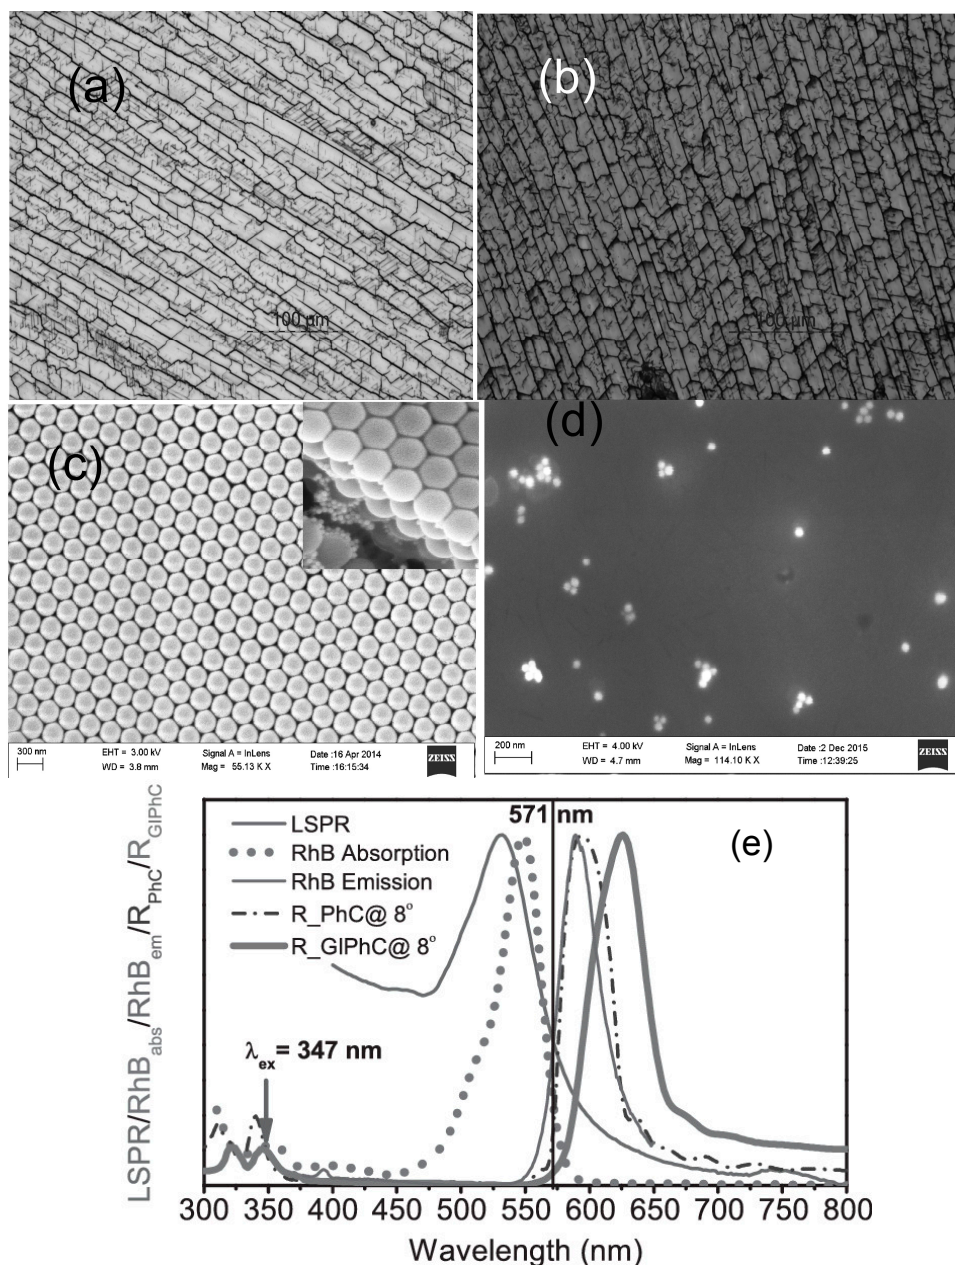 (a)
100 µm
(b)
100 µm
(c)
300 nm
EHT = 3.00 kV
WD = 3.8 mm
Signal A = InLens
Mag = 55.13 K X
Date :16 Apr 2014
Time :16:15:34
ZEISS
(d)
200 nm
EHT = 4.00 kV
WD = 4.7 mm
Signal A = InLens
Mag = 114.10 K X
Date :2 Dec 2015
Time :12:39:25
ZEISS
(e)
571 nm
LSPR
RhB Absorption
RhB Emission
R_PhC@ 8°
R_GlPhC@ 8°
λex= 347 nm
LSPR/RhBabs/RhBem/RPhC/RGlPhC
300 350 400 450 500 550 600 650 700 750 800
Wavelength (nm)